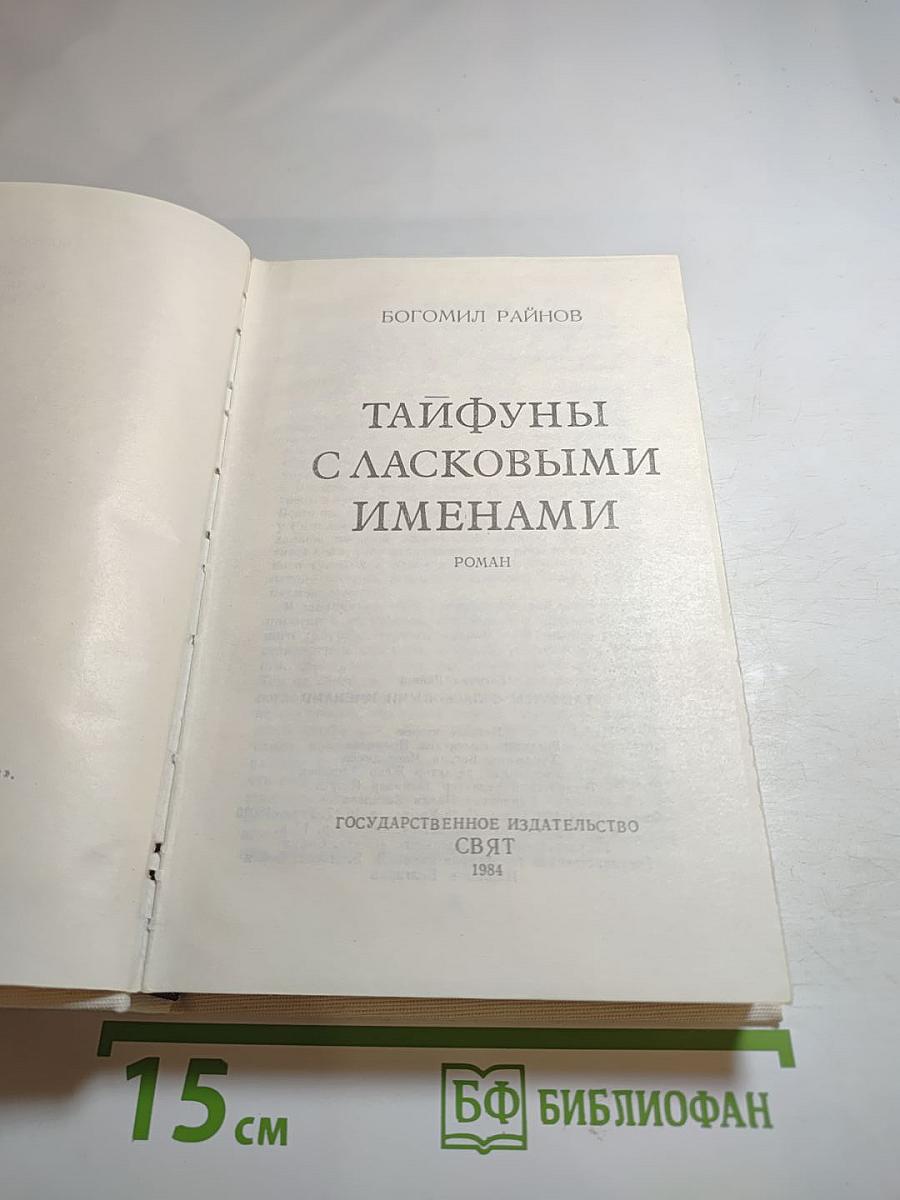 БОГОМИЛ РАЙНОВ
ТАЙФУНЫ
С ЛАСКОВЫМИ
ИМЕНАМИ
РОМАН
ГОСУДАРСТВЕННОЕ ИЗДАТЕЛЬСТВО
СВЯТ
1984
».
15 см
БФ БИБЛИОФАН